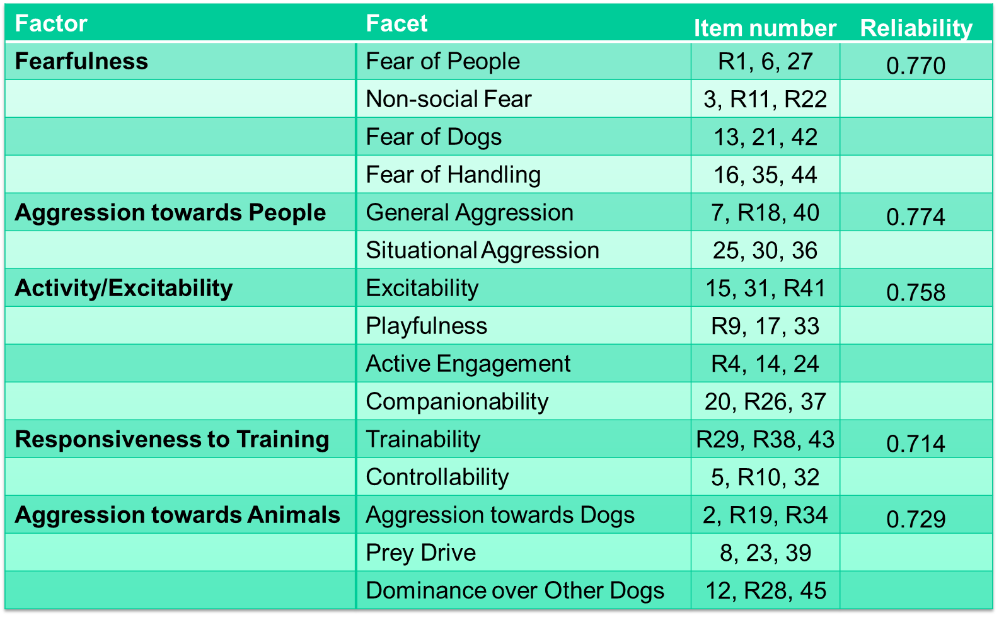 Factor Facet Item number Reliability
Fearfulness Fear of People R1, 6, 27 0.770
Non-social Fear 3, R11, R22
Fear of Dogs 13, 21, 42
Fear of Handling 16, 35, 44
Aggression towards People General Aggression 7, R18, 40 0.774
Situational Aggression 25, 30, 36
Activity/Excitability Excitability 15, 31, R41 0.758
Playfulness R9, 17, 33
Active Engagement R4, 14, 24
Companionability 20, R26, 37
Responsiveness to Training Trainability R29, R38, 43 0.714
Controllability 5, R10, 32
Aggression towards Animals Aggression towards Dogs 2, R19, R34 0.729
Prey Drive 8, 23, 39
Dominance over Other Dogs 12, R28, 45